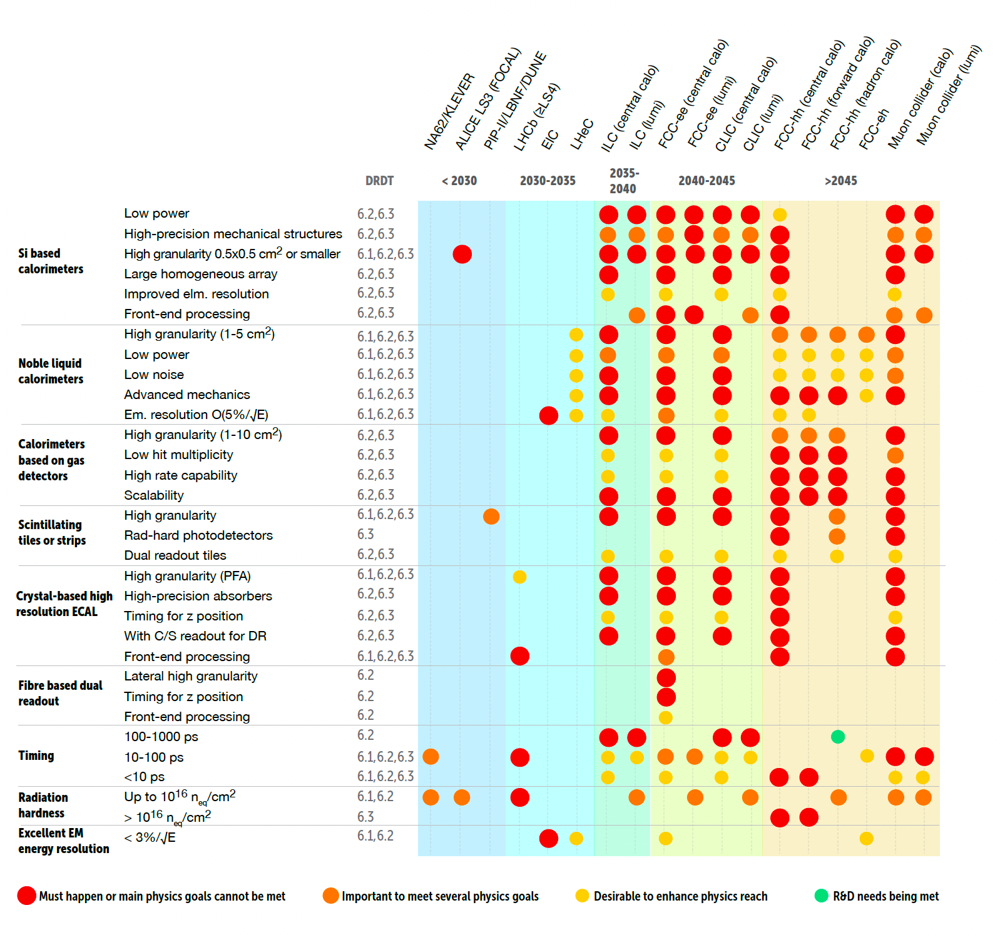 NA62/KLEVER
ALICE LS3 (FOCAL)
PIP-II/LBNF/DUNE
LHCb (≥LS4)
EIC
LHeC
ILC (central calo)
ILC (lumi)
FCC-ee (central calo)
FCC-ee (lumi)
CLIC (central calo)
CLIC (lumi)
FCC-hh (central calo)
FCC-hh (forward calo)
FCC-hh (hadron calo)
FCC-eh
Muon collider (calo)
Muon collider (lumi)
DRDT
< 2030
2030-2035
2035-
2040
2040-2045
>2045
Si based
calorimeters
Low power 6.2,6.3
High-precision mechanical structures 6.2,6.3
High granularity 0.5x0.5 cm2 or smaller 6.1,6.2,6.3
Large homogeneous array 6.2,6.3
Improved elm. resolution 6.2,6.3
Front-end processing 6.2,6.3
Noble liquid
calorimeters
High granularity (1-5 cm2) 6.1,6.2,6.3
Low power 6.1,6.2,6.3
Low noise 6.1,6.2,6.3
Advanced mechanics 6.1,6.2,6.3
Em. resolution O(5%/√E) 6.1,6.2,6.3
Calorimeters
based on gas
detectors
High granularity (1-10 cm2) 6.2,6.3
Low hit multiplicity 6.2,6.3
High rate capability 6.2,6.3
Scalability 6.2,6.3
Scintillating
tiles or strips
High granularity 6.1,6.2,6.3
Rad-hard photodetectors 6.3
Dual readout tiles 6.2,6.3
Crystal-based high
resolution ECAL
High granularity (PFA) 6.1,6.2,6.3
High-precision absorbers 6.2,6.3
Timing for z position 6.2,6.3
With C/S readout for DR 6.2,6.3
Front-end processing 6.1,6.2,6.3
Fibre based dual
readout
Lateral high granularity 6.2
Timing for z position 6.2
Front-end processing 6.2
Timing
100-1000 ps 6.2
10-100 ps 6.1,6.2,6.3
<10 ps 6.1,6.2,6.3
Radiation
hardness
Up to 1016 neq/cm2 6.1,6.2
> 1016 neq/cm2 6.3
Excellent EM
energy resolution
< 3%/√E 6.1,6.2
Must happen or main physics goals cannot be met
Important to meet several physics goals
Desirable to enhance physics reach
R&D needs being met